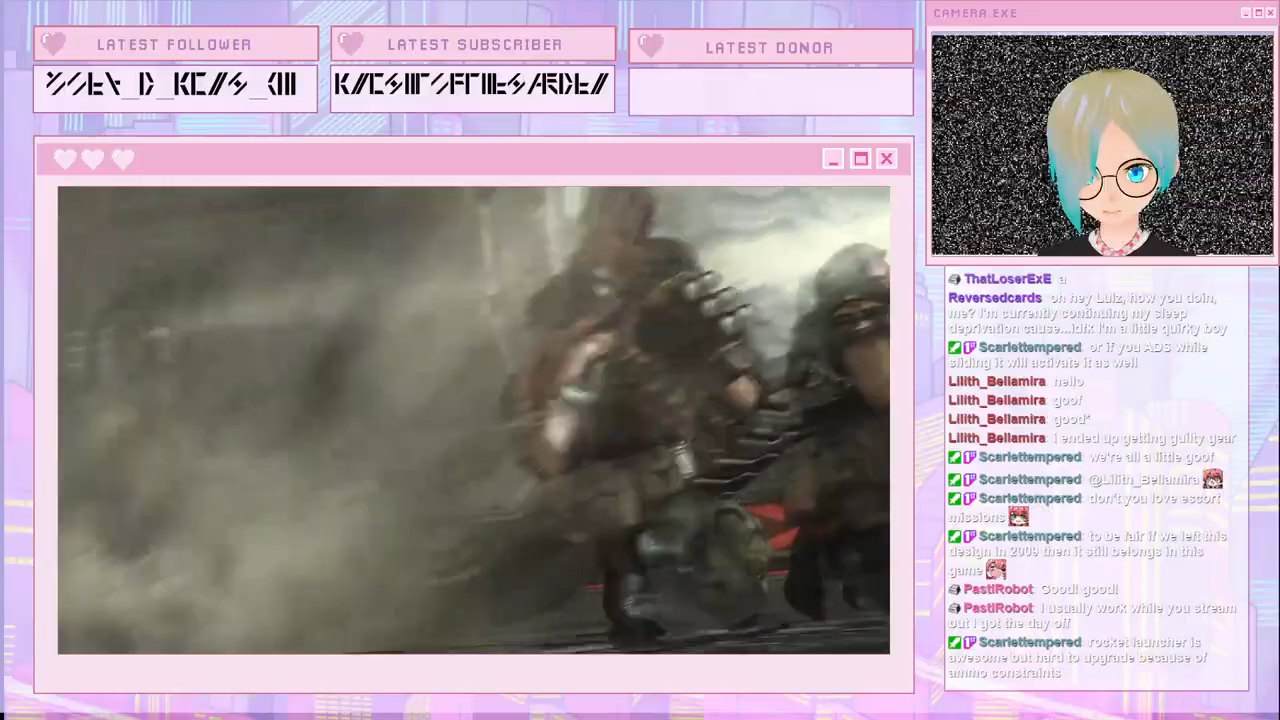 LATEST FOLLOWER
LATEST SUBSCRIBER
LATEST DONOR
CAMERA.EXE
ThatLoserExE a
Reversedcards oh hey Luiz, how you doin,
me? I'm currently continuing my sleep
deprivation cause...idfk I'm a little quirky boy
Scarlettempered or if you ADS while
sliding it will activate it as well
Lilith_Bellamira hello
Lilith_Bellamira goof
Lilith_Bellamira good*
Lilith_Bellamira i ended up getting guilty gear
Scarlettempered we're all a little goof
Scarlettempered @Lilith_Bellamira
Scarlettempered don't you love escort
missions
Scarlettempered to be fair if we left this
design in 2009 then it still belongs in this
game
PastiRobot Good! good!
PastiRobot I usually work while you stream
but I got the day off
Scarlettempered rocket launcher is
awesome but hard to upgrade because of
ammo constraints